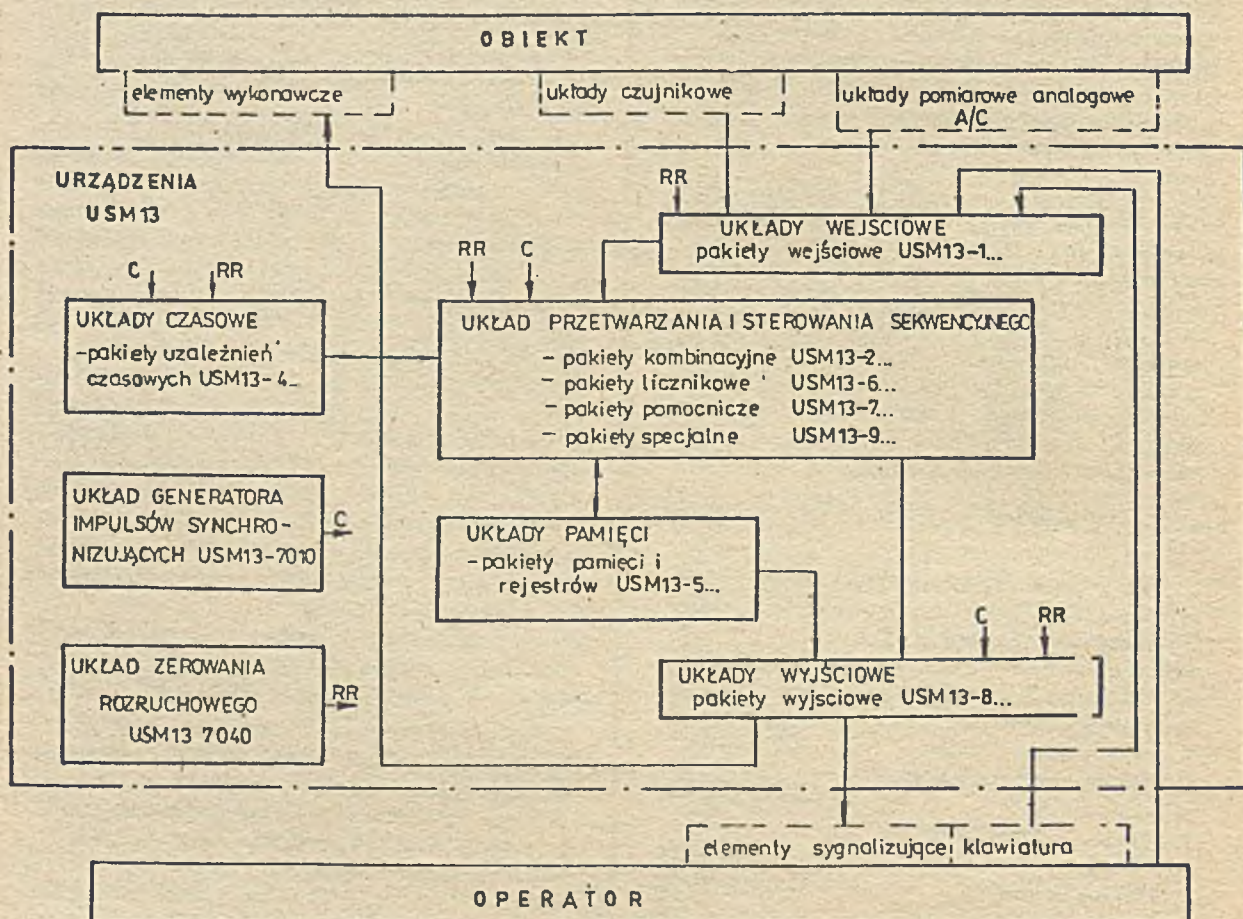 OBIEKT
elementy wykonawcze
układy czujnikowe
układy pomiarowe analogowe
A/C
URZĄDZENIA
USM13
RR
UKŁADY WEJSCIOWE
pakiety wejściowe USM13-1...
RR
C
C
RR
UKŁADY CZASOWE
-pakiety uzależnień
czasowych USM13-4...
UKŁAD PRZETWARZANIA I STEROWANIA SEKWENCYJNEGO
- pakiety kombinacyjne USM13-2...
- pakiety licznikowe USM13-6...
- pakiety pomocnicze USM13-7...
- pakiety specjalne USM13-9...
UKŁAD GENERATORA
IMPULSÓW SYNCHRO-
NIZUJĄCYCH USM13-7010
C
UKŁADY PAMIĘCI
-pakiety pamięci i
rejestrów USM13-5...
C
RR
UKŁAD ZEROWANIA
ROZRUCHOWEGO
USM13 7040
RR
UKŁADY WYJŚCIOWE
pakiety wyjsciowe USM13-8...
elementy sygnalizujące
klawiatura
OPERATOR